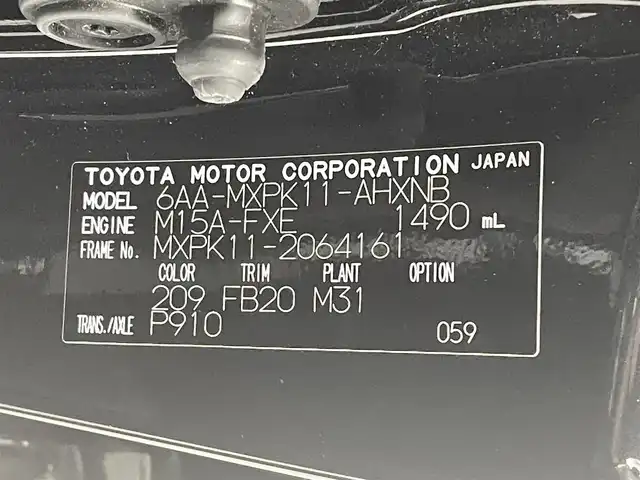 TOYOTA MOTOR CORPORATION JAPAN
MODEL 6AA-MXPK11-AHXNB
ENGINE M15A-FXE 1490 mL
FRAME No. MXPK11-2064161
COLOR TRIM PLANT OPTION
209 FB20 M31
TRANS./AXLE P910 059